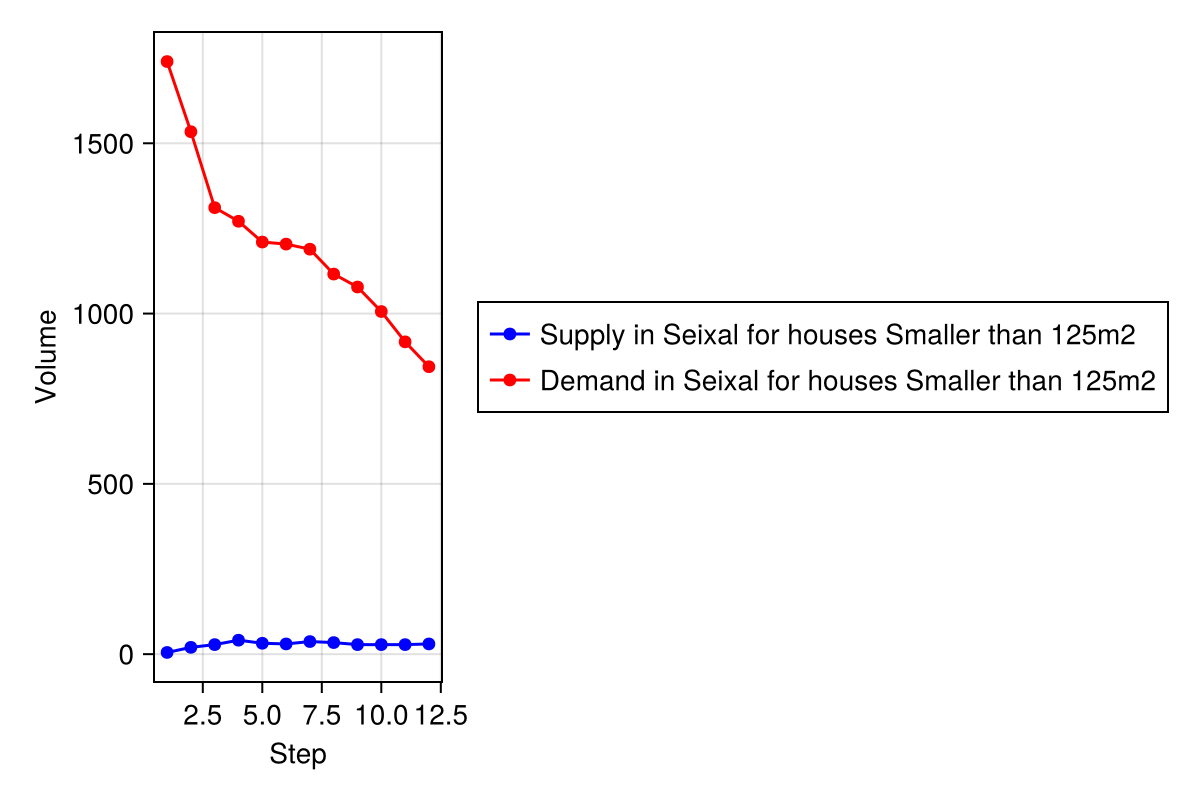 Volume
1500
1000
500
0
2.5 5.0 7.5 10.0 12.5
Step
Supply in Seixal for houses Smaller than 125m2
Demand in Seixal for houses Smaller than 125m2